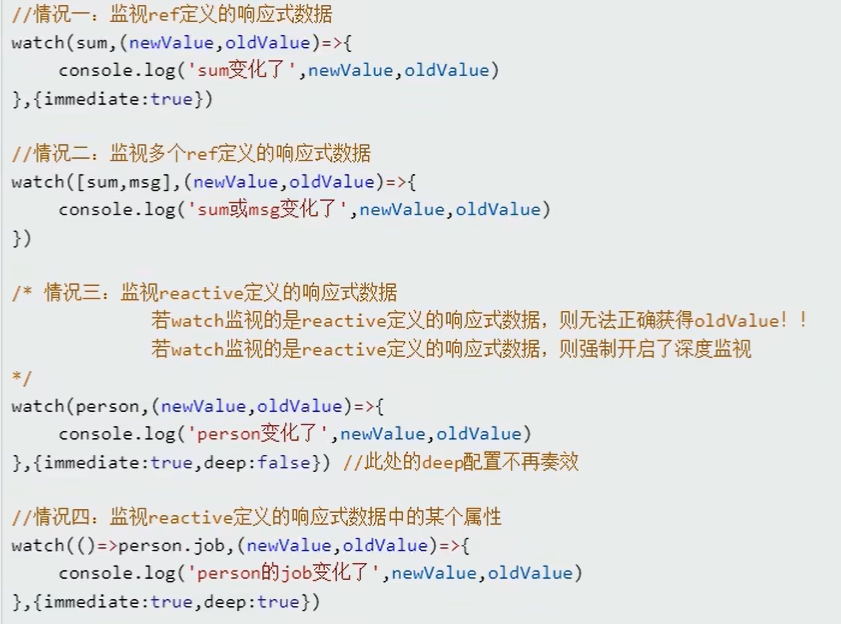 //情况一：监视ref定义的响应式数据
watch(sum,(newValue,oldValue)=>{
    console.log('sum变化了',newValue,oldValue)
},{immediate:true})

//情况二：监视多个ref定义的响应式数据
watch([sum,msg],(newValue,oldValue)=>{
    console.log('sum或msg变化了',newValue,oldValue)
})

/* 情况三：监视reactive定义的响应式数据
            若watch监视的是reactive定义的响应式数据，则无法正确获得oldValue！！
            若watch监视的是reactive定义的响应式数据，则强制开启了深度监视
*/
watch(person,(newValue,oldValue)=>{
    console.log('person变化了',newValue,oldValue)
},{immediate:true,deep:false}) //此处的deep配置不再奏效

//情况四：监视reactive定义的响应式数据中的某个属性
watch(()=>person.job,(newValue,oldValue)=>{
    console.log('person的job变化了',newValue,oldValue)
},{immediate:true,deep:true})